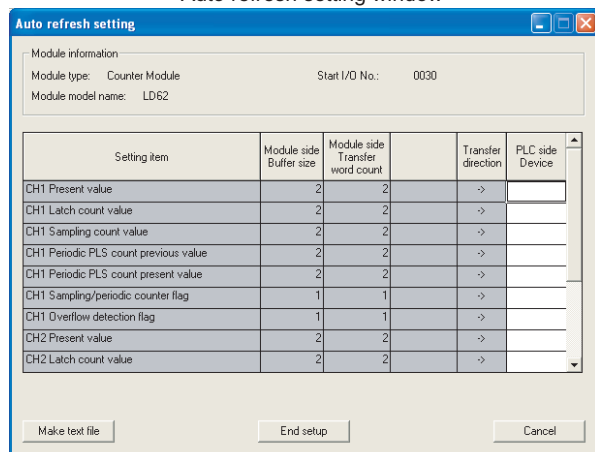 Auto refresh setting window
Auto refresh setting
Module information
Module type: Counter Module Start I/O No.: 0030
Module model name: LD62
Setting item Module side Buffer size Module side Transfer word count Transfer direction PLC side Device
CH1 Present value 2 2 ->
CH1 Latch count value 2 2 ->
CH1 Sampling count value 2 2 ->
CH1 Periodic PLS count previous value 2 2 ->
CH1 Periodic PLS count present value 2 2 ->
CH1 Sampling/periodic counter flag 1 1 ->
CH1 Overflow detection flag 1 1 ->
CH2 Present value 2 2 ->
CH2 Latch count value 2 2 ->
Make text file End setup Cancel